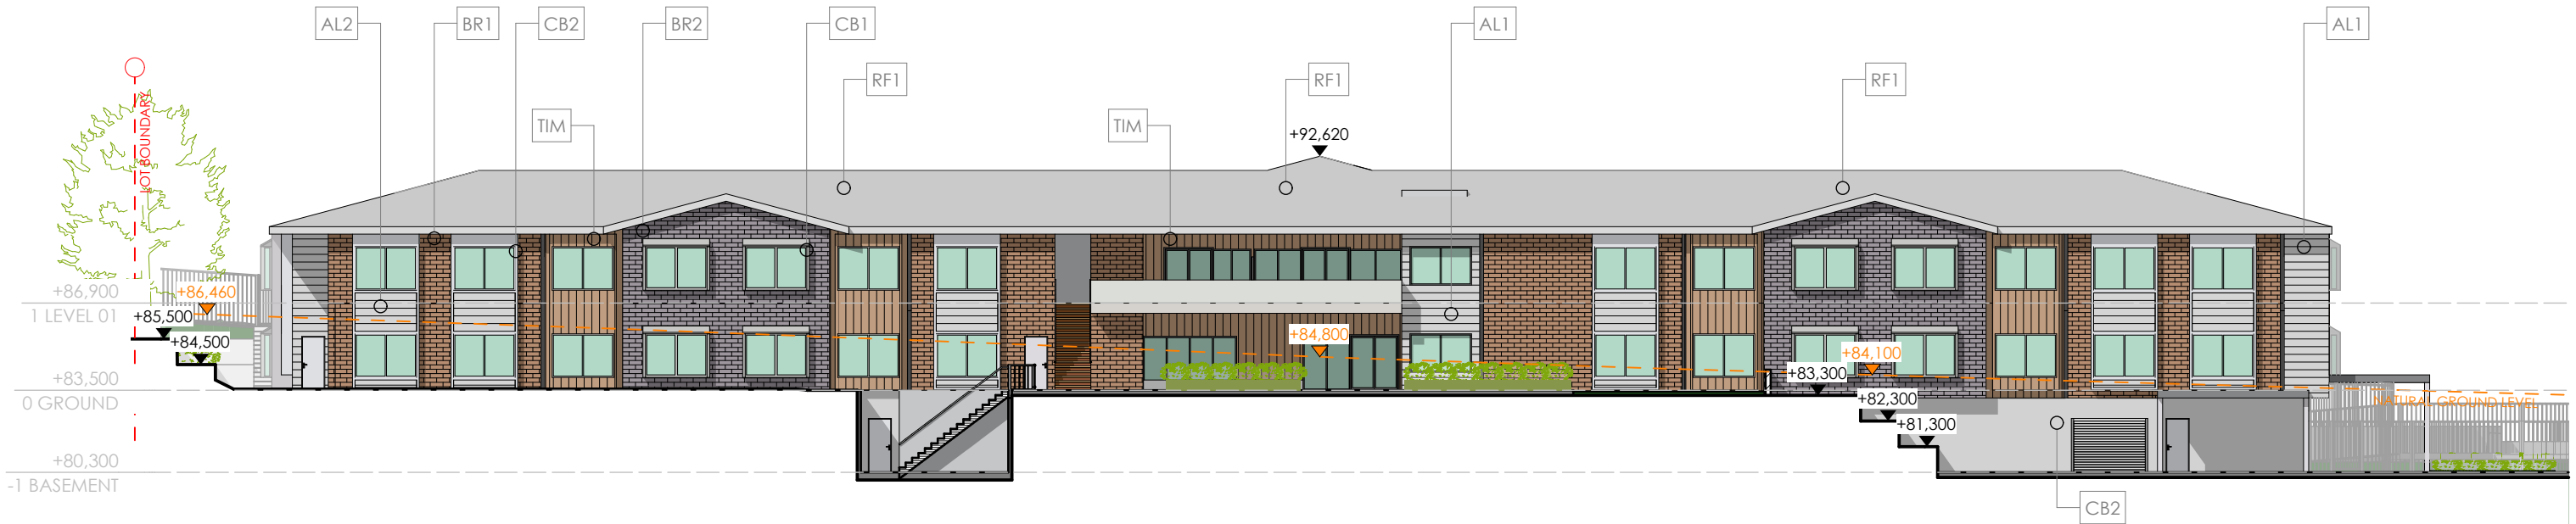 AL2
BR1
CB2
BR2
CB1
AL1
AL1
RF1
RF1
RF1
TIM
TIM
LOT BOUNDARY
+92,620
+86,900
1 LEVEL 01
+86,460
+85,500
+84,500
+84,800
+84,100
+83,500
0 GROUND
+83,300
+82,300
NATURAL GROUND LEVEL
+81,300
+80,300
-1 BASEMENT
CB2